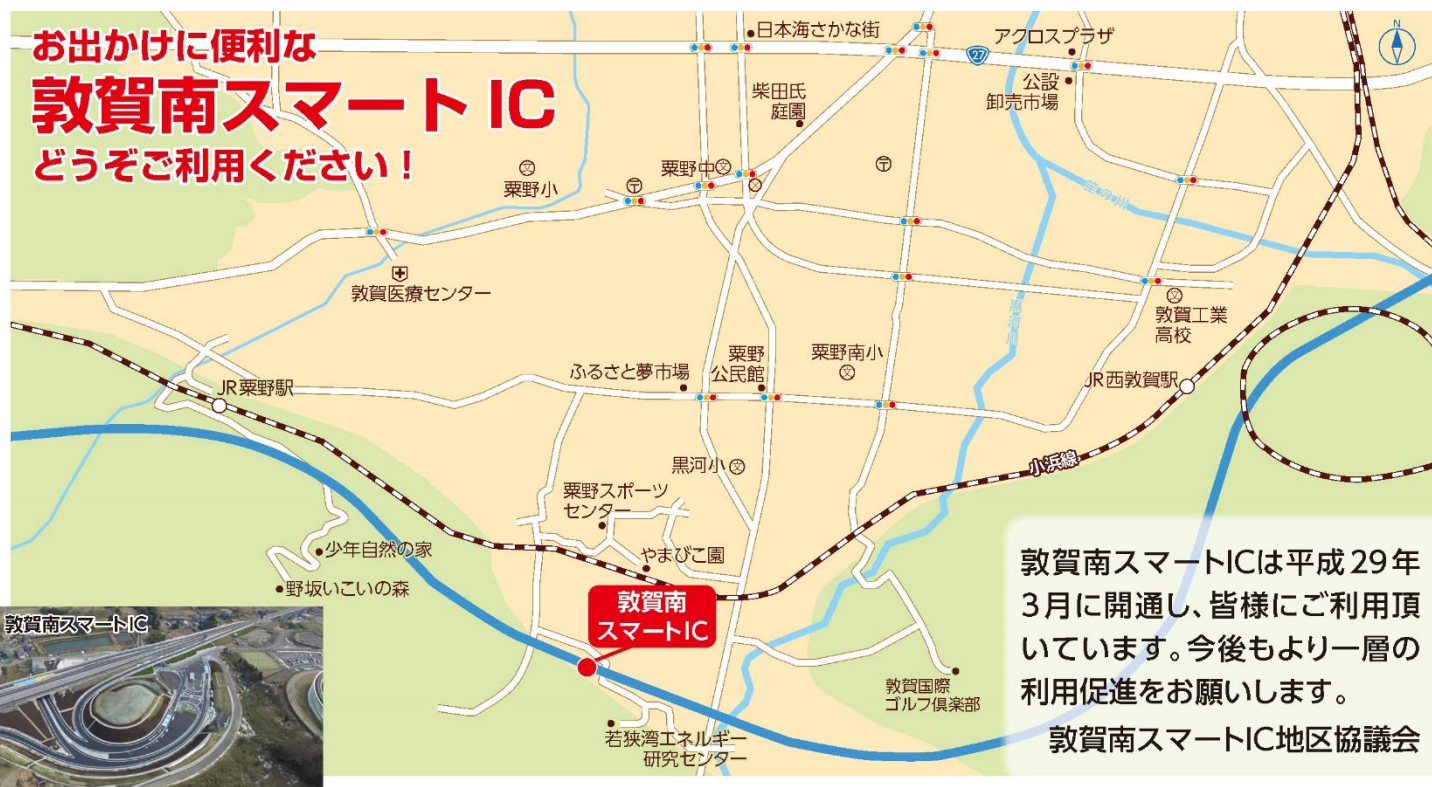 お出かけに便利な
敦賀南スマートIC
どうぞご利用ください！
日本海さかな街
27
アクロスプラザ
N
公設
卸売市場
柴田氏
庭園
粟野小
文
〒
粟野中
文
〒
笙の川
敦賀医療センター
黒河川
文
敦賀工業
高校
JR粟野駅
ふるさと夢市場
粟野
公民館
粟野南小
文
JR西敦賀駅
小浜線
黒河小
文
粟野スポーツ
センター
やまびこ園
少年自然の家
野坂いこいの森
敦賀南
スマートIC
敦賀国際
ゴルフ倶楽部
若狭湾エネルギー
研究センター
敦賀南スマートIC
敦賀南スマートICは平成29年
3月に開通し、皆様にご利用頂
いています。今後もより一層の
利用促進をお願いします。
敦賀南スマートIC地区協議会